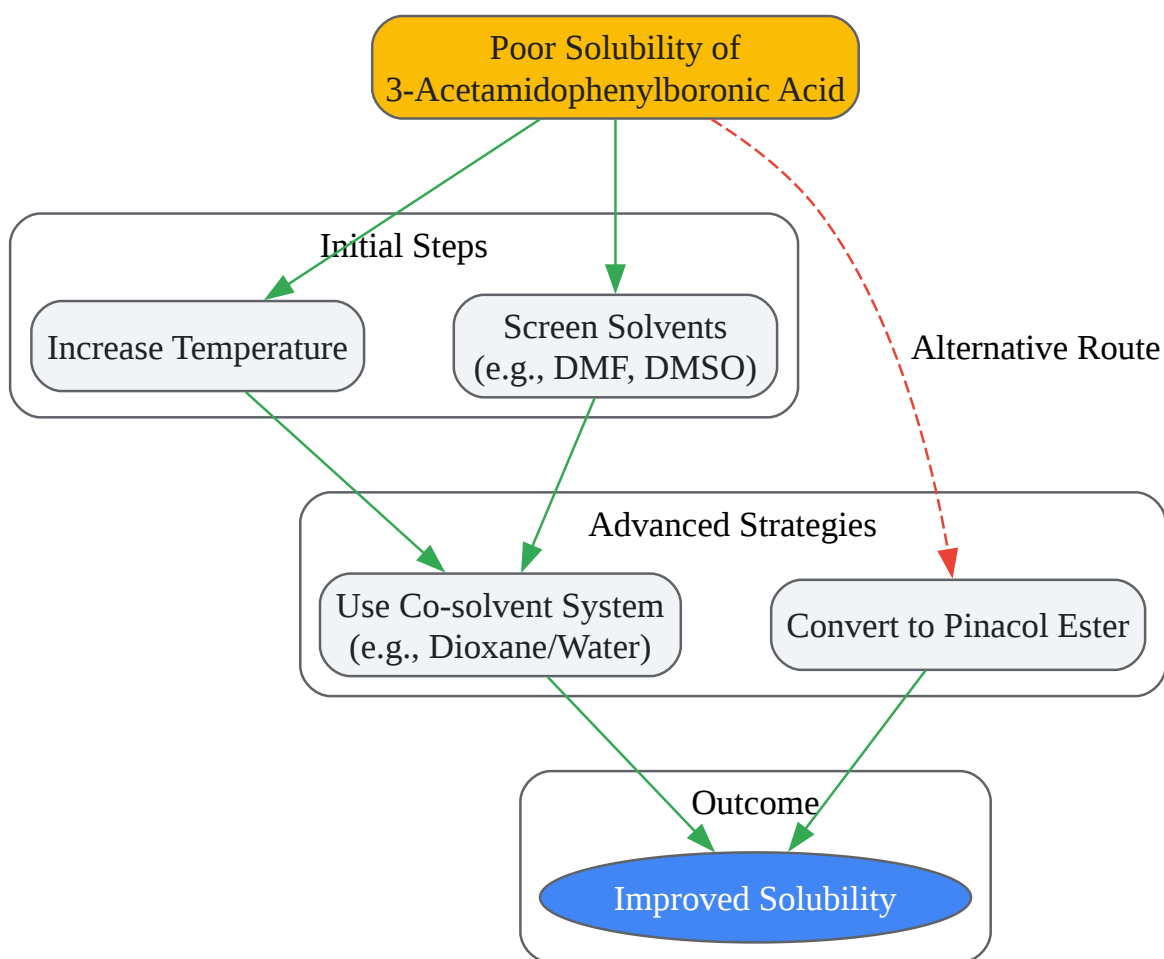 Poor Solubility of
3-Acetamidophenylboronic Acid
Initial Steps
Increase Temperature
Screen Solvents
(e.g., DMF, DMSO)
Alternative Route
Advanced Strategies
Use Co-solvent System
(e.g., Dioxane/Water)
Convert to Pinacol Ester
Outcome
Improved Solubility